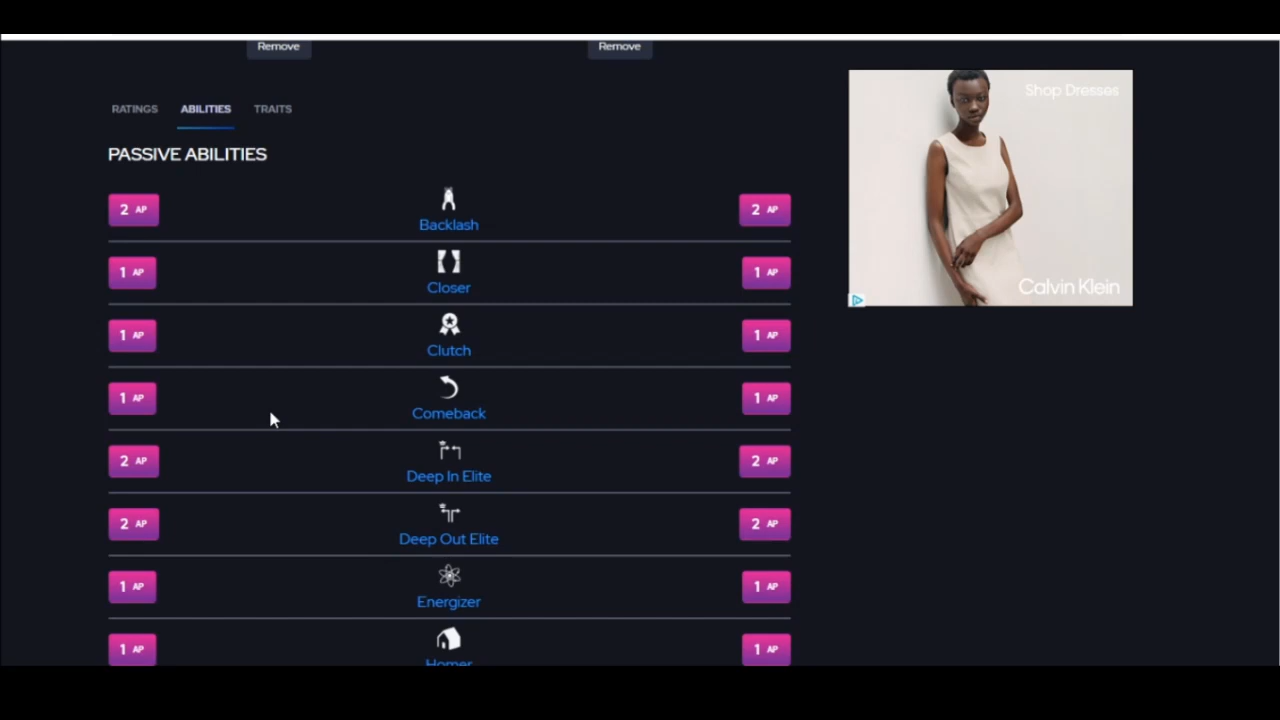 Remove Remove
RATINGS ABILITIES TRAITS
PASSIVE ABILITIES
2 AP Backlash 2 AP
1 AP Closer 1 AP
1 AP Clutch 1 AP
1 AP Comeback 1 AP
2 AP Deep In Elite 2 AP
2 AP Deep Out Elite 2 AP
1 AP Energizer 1 AP
1 AP Homer 1 AP
Shop Dresses
Calvin Klein